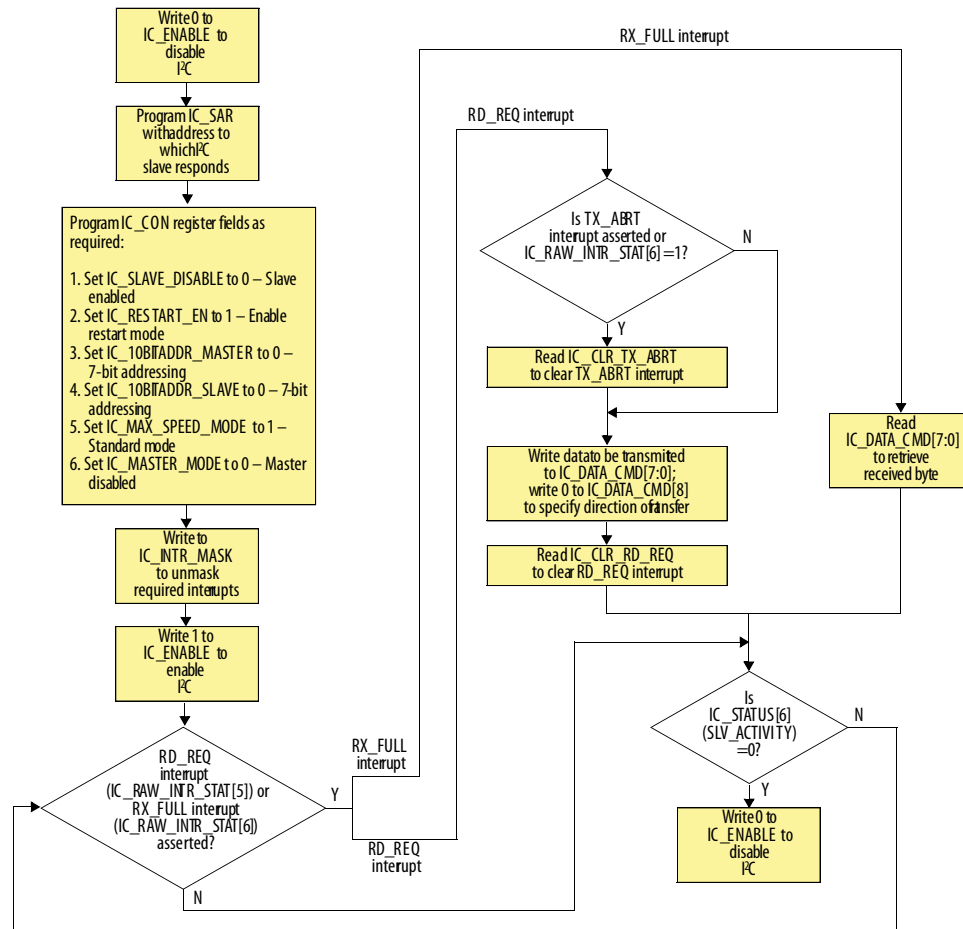 Write 0 to
IC_ENABLE to
disable
I²C
Program IC_SAR
withaddress to
whichI²C
slave responds
Program IC_CON register fields as
required:
1. Set IC_SLAVE_DISABLE to 0 – Slave
enabled
2. Set IC_RESTART_EN to 1 – Enable
restart mode
3. Set IC_10BITADDR_MASTER to 0 –
7-bit addressing
4. Set IC_10BITADDR_SLAVE to 0 – 7-bit
addressing
5. Set IC_MAX_SPEED_MODE to 1 –
Standard mode
6. Set IC_MASTER_MODE to 0 – Master
disabled
Write to
IC_INTR_MASK
to unmask
required interrupts
Write 1 to
IC_ENABLE to
enable
I²C
RD_REQ
interrupt
(IC_RAW_INTR_STAT[5]) or
RX_FULL interrupt
(IC_RAW_INTR_STAT[6])
asserted?
Y
N
RX_FULL
interrupt
RD_REQ
interrupt
RX_FULL interrupt
RD_REQ interrupt
Is TX_ABRT
interrupt asserted or
IC_RAW_INTR_STAT[6] =1?
N
Y
Read IC_CLR_TX_ABRT
to clear TX_ABRT interrupt
Write datato be transmited
to IC_DATA_CMD[7:0];
write 0 to IC_DATA_CMD[8]
to specify direction oftansfer
Read IC_CLR_RD_REQ
to clear RD_REQ interrupt
Read
IC_DATA_CMD[7:0]
to retrieve
received byte
Is
IC_STATUS[6]
(SLV_ACTIVITY)
=0?
N
Y
Write 0 to
IC_ENABLE to
disable
I²C